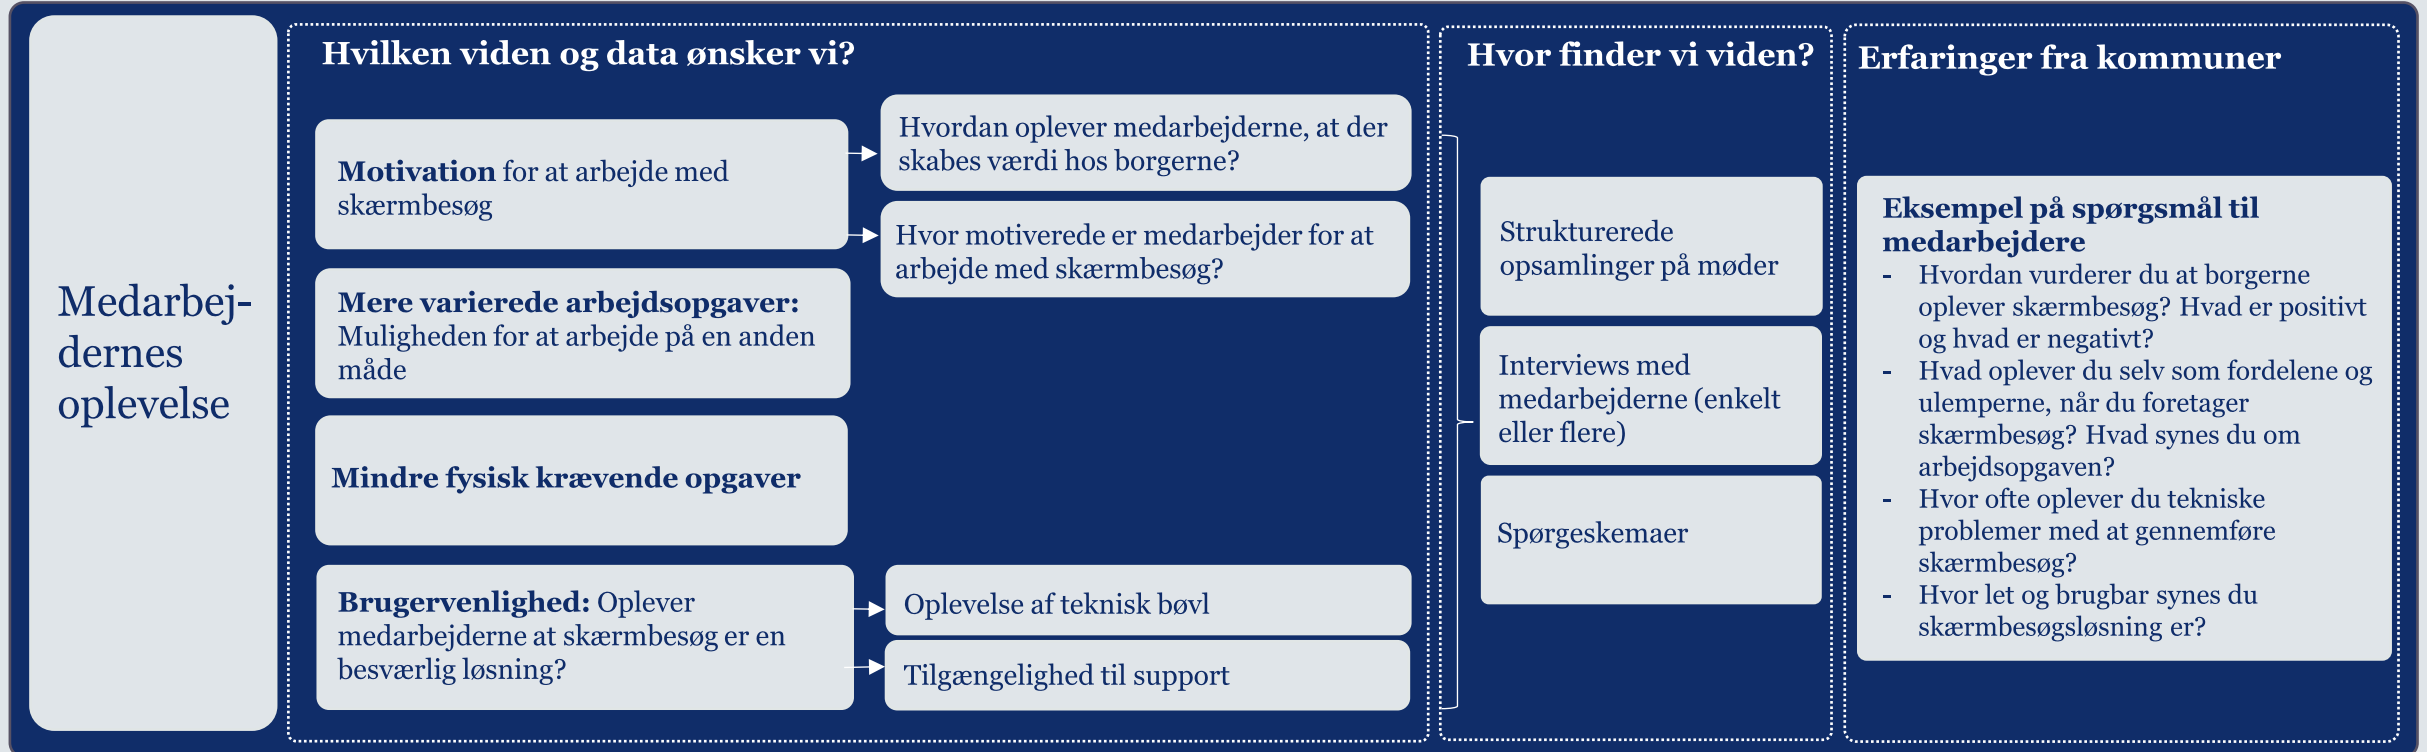 Medarbej-
dernes
oplevelse
Hvilken viden og data ønsker vi?
Motivation for at arbejde med
skærmbesøg
Hvordan oplever medarbejderne, at der
skabes værdi hos borgerne?
Hvor motiverede er medarbejder for at
arbejde med skærmbesøg?
Mere varierede arbejdsopgaver:
Muligheden for at arbejde på en anden
måde
Mindre fysisk krævende opgaver
Brugervenlighed: Oplever
medarbejderne at skærmbesøg er en
besværlig løsning?
Oplevelse af teknisk bøvl
Tilgængelighed til support
Hvor finder vi viden?
Strukturerede
opsamlinger på møder
Interviews med
medarbejderne (enkelt
eller flere)
Spørgeskemaer
Erfaringer fra kommuner
Eksempel på spørgsmål til
medarbejdere
- Hvordan vurderer du at borgerne
oplever skærmbesøg? Hvad er positivt
og hvad er negativt?
- Hvad oplever du selv som fordelene og
ulemperne, når du foretager
skærmbesøg? Hvad synes du om
arbejdsopgaven?
- Hvor ofte oplever du tekniske
problemer med at gennemføre
skærmbesøg?
- Hvor let og brugbar synes du
skærmbesøgsløsning er?